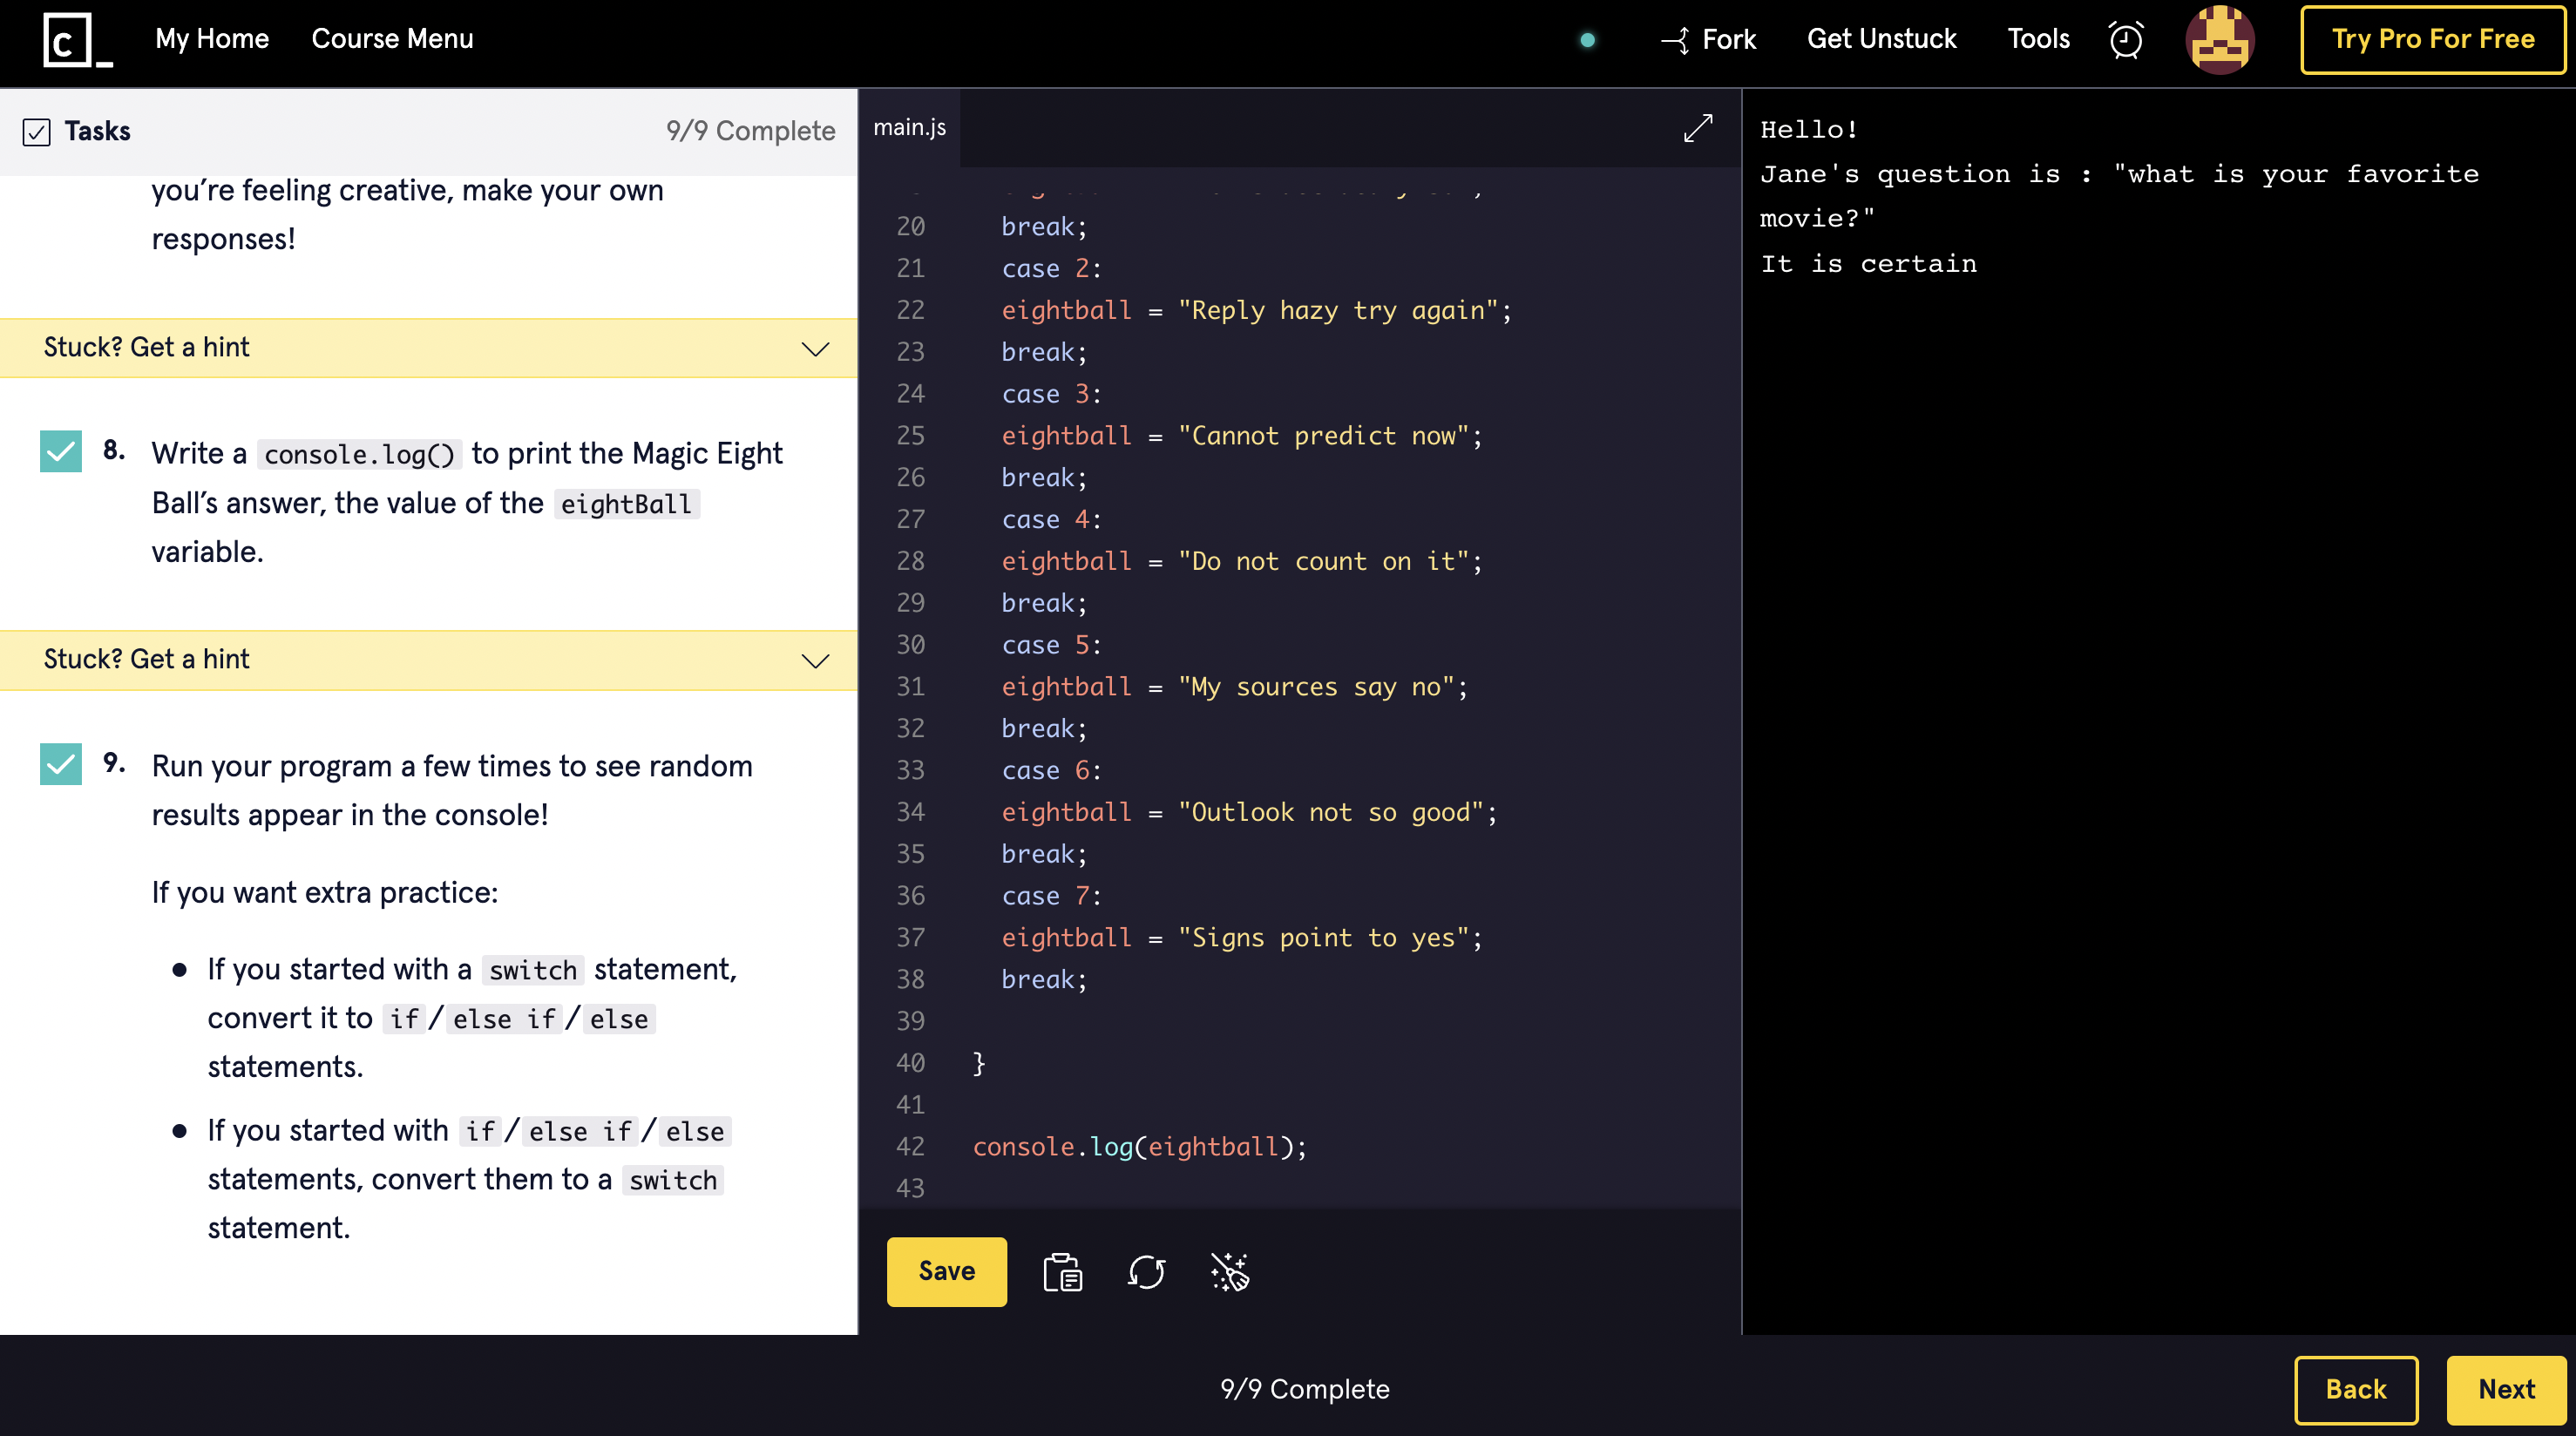 C_
My Home
Course Menu
Fork
Get Unstuck
Tools
Try Pro For Free
Tasks
9/9 Complete
you’re feeling creative, make your own
responses!
Stuck? Get a hint
8. Write a console.log() to print the Magic Eight
Ball’s answer, the value of the eightBall
variable.
Stuck? Get a hint
9. Run your program a few times to see random
results appear in the console!
If you want extra practice:
● If you started with a switch statement,
convert it to if/else if/else
statements.
● If you started with if/else if/else
statements, convert them to a switch
statement.
main.js
20 break;
21 case 2:
22 eightball = "Reply hazy try again";
23 break;
24 case 3:
25 eightball = "Cannot predict now";
26 break;
27 case 4:
28 eightball = "Do not count on it";
29 break;
30 case 5:
31 eightball = "My sources say no";
32 break;
33 case 6:
34 eightball = "Outlook not so good";
35 break;
36 case 7:
37 eightball = "Signs point to yes";
38 break;
39
40 }
41
42 console.log(eightball);
43
Save
Hello!
Jane's question is : "what is your favorite
movie?"
It is certain
9/9 Complete
Back
Next